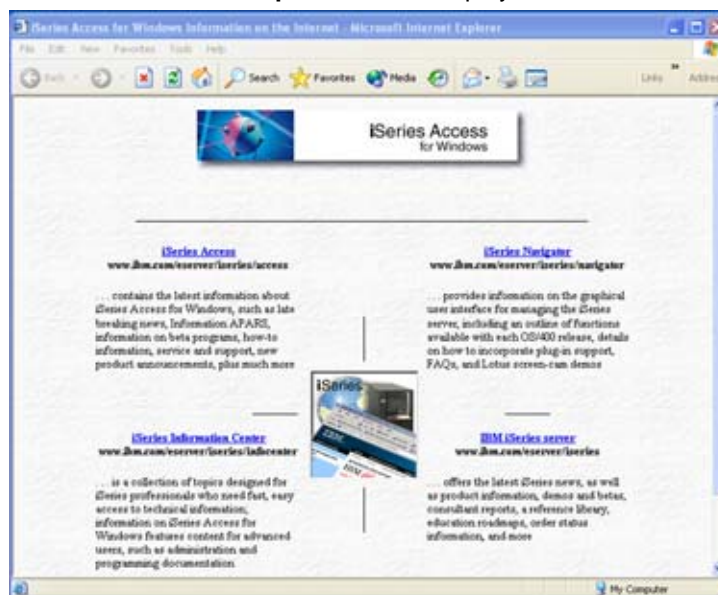 iSeries Access for Windows Information on the Internet - Microsoft Internet Explorer
File Edit View Favorites Tools Help
Back Search Favorites Media Links Addres
iSeries Access
for Windows
iSeries Access
www.ibm.com/eserver/iseries/access
. . . contains the latest information about
iSeries Access for Windows, such as late
breaking news, Information APARS,
information on beta programs, how-to
information, service and support, new
product announcements, plus much more
iSeries Navigator
www.ibm.com/eserver/iseries/navigator
. . . provides information on the graphical
user interface for managing the iSeries
server, including an outline of functions
available with each OS/400 release, details
on how to incorporate plug-in support,
FAQs, and Lotus screen-cam demos
iSeries
IBM
iSeries Information Center
www.ibm.com/eserver/iseries/infocenter
. . . is a collection of topics designed for
iSeries professionals who need fast, easy
access to technical information;
information on iSeries Access for
Windows features content for advanced
users, such as administration and
programming documentation
IBM iSeries server
www.ibm.com/eserver/iseries
. . . offers the latest iSeries news, as well
as product information, demos and betas,
consultant reports, a reference library,
education roadmaps, order status
information, and more
My Computer